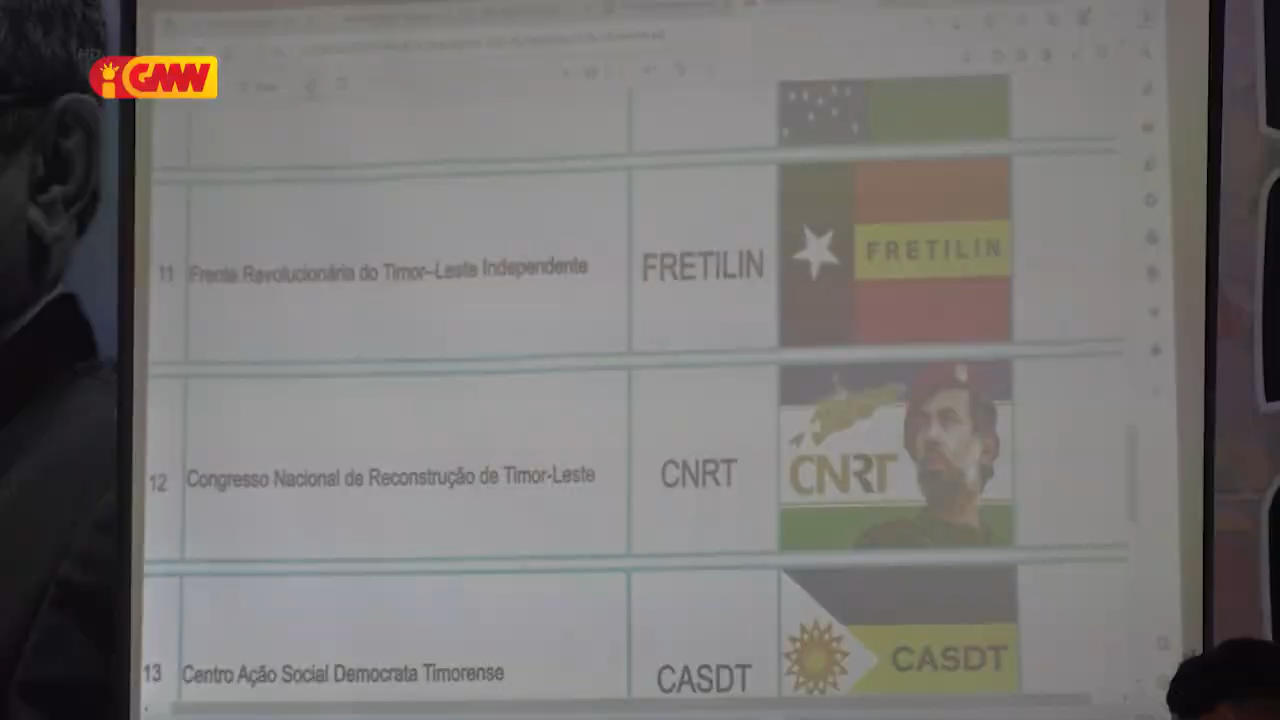 GMN
11 Frente Revolucionária do Timor–Leste Independente FRETILIN FRETILIN
12 Congresso Nacional de Reconstrução de Timor-Leste CNRT CNRT
13 Centro Ação Social Democrata Timorense CASDT CASDT